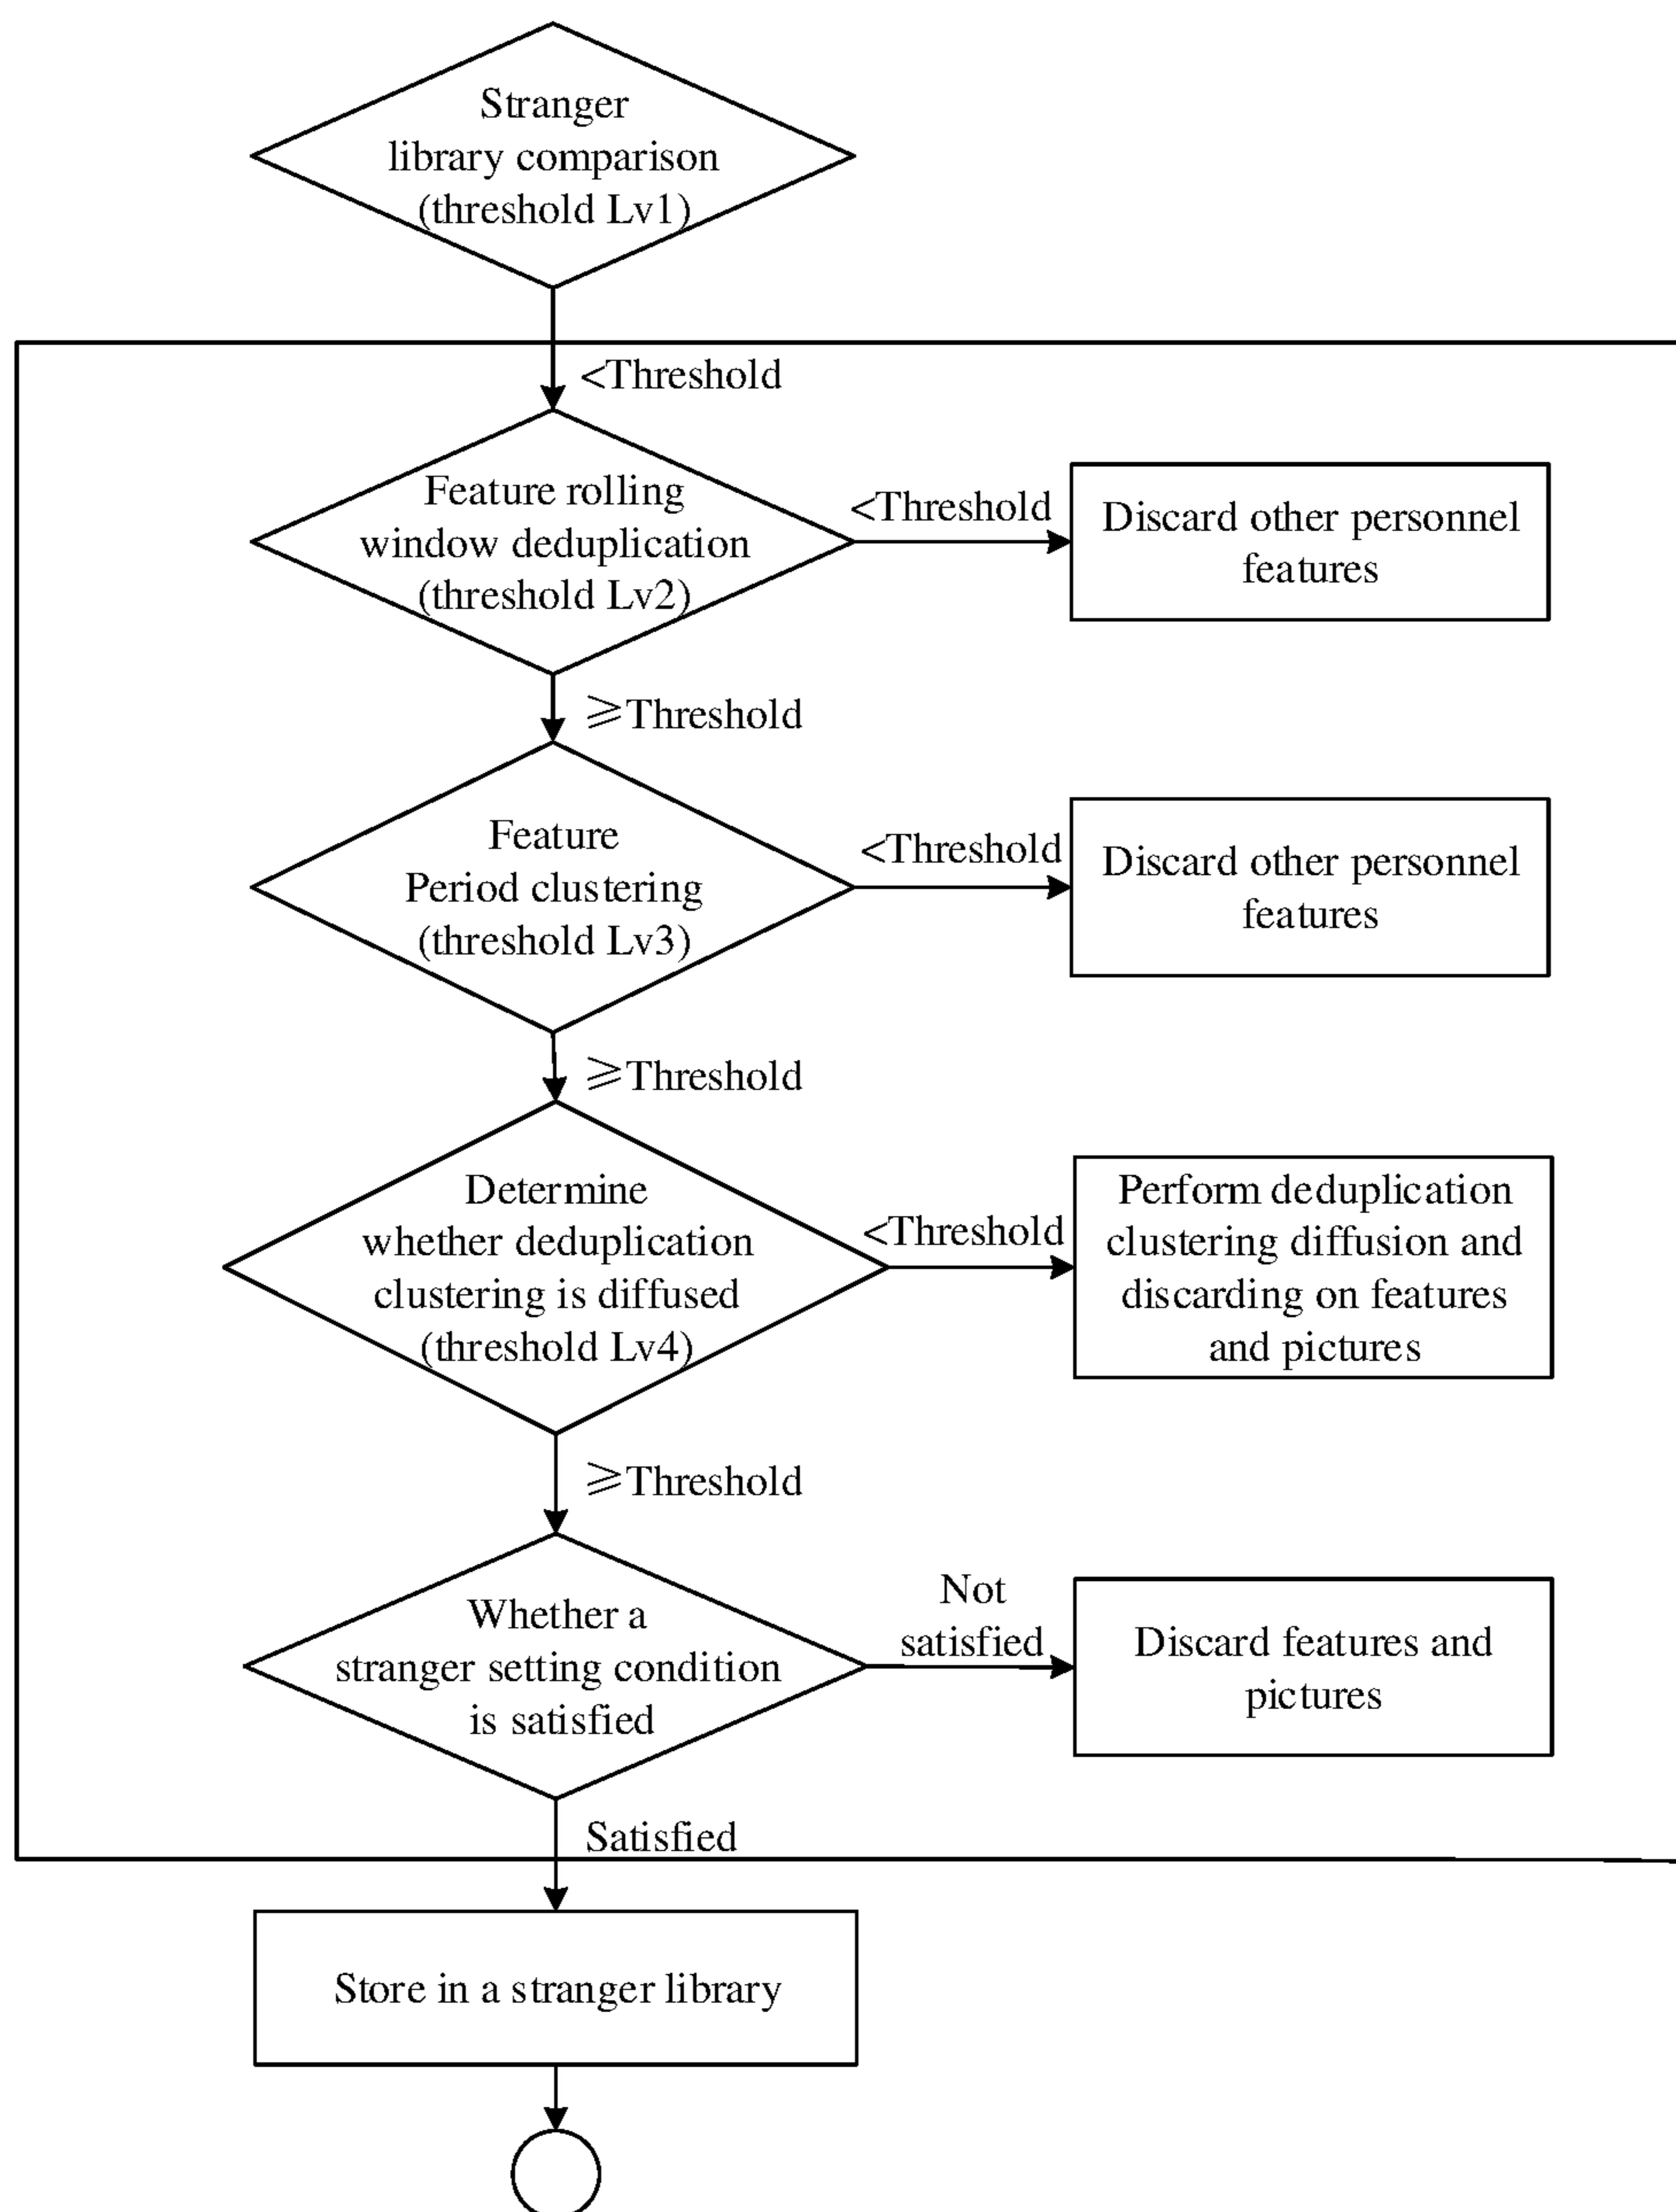 Stranger
library comparison
(threshold Lv1)
<Threshold
Feature rolling
window deduplication
(threshold Lv2)
<Threshold
Discard other personnel
features
≥Threshold
Feature
Period clustering
(threshold Lv3)
<Threshold
Discard other personnel
features
≥Threshold
Determine
whether deduplication
clustering is diffused
(threshold Lv4)
<Threshold
Perform deduplication
clustering diffusion and
discarding on features
and pictures
≥Threshold
Whether a
stranger setting condition
is satisfied
Not
satisfied
Discard features and
pictures
Satisfied
Store in a stranger library